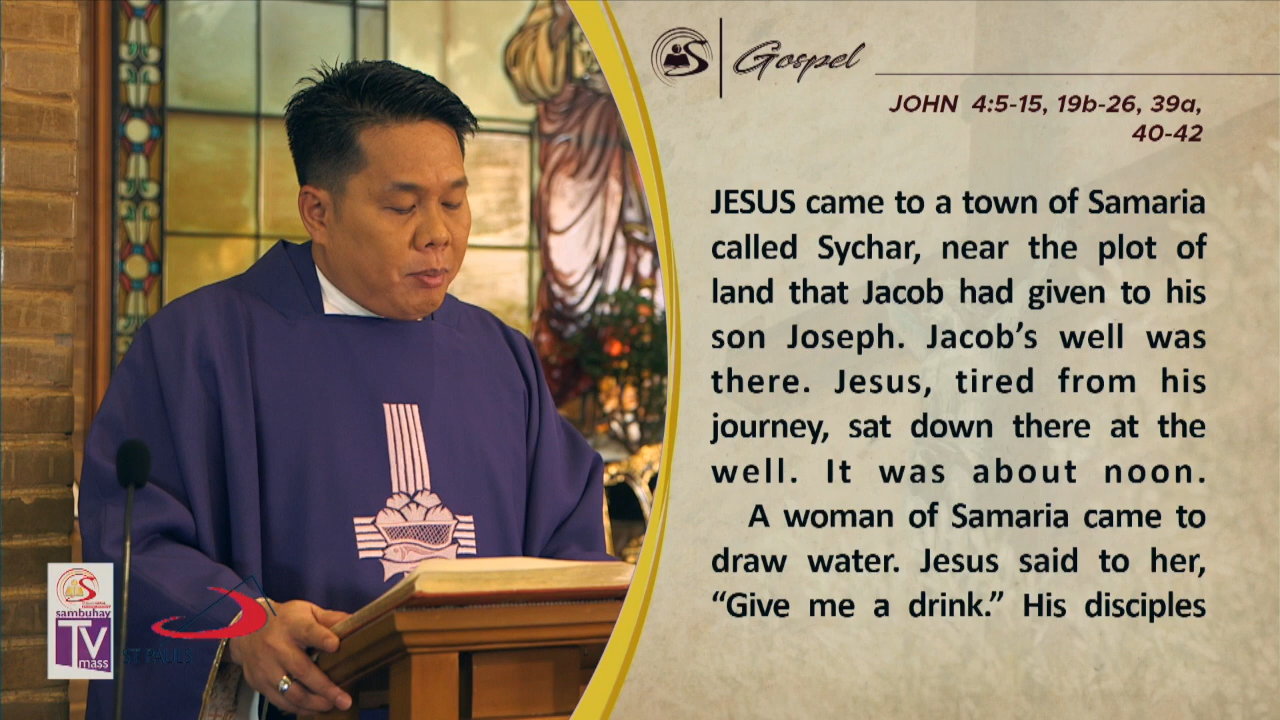 Gospel
JOHN 4:5-15, 19b-26, 39a,
40-42
JESUS came to a town of Samaria
called Sychar, near the plot of
land that Jacob had given to his
son Joseph. Jacob’s well was
there. Jesus, tired from his
journey, sat down there at the
well. It was about noon.
A woman of Samaria came to
draw water. Jesus said to her,
“Give me a drink.” His disciples
sambuhay
TV
mass
ST PAULS